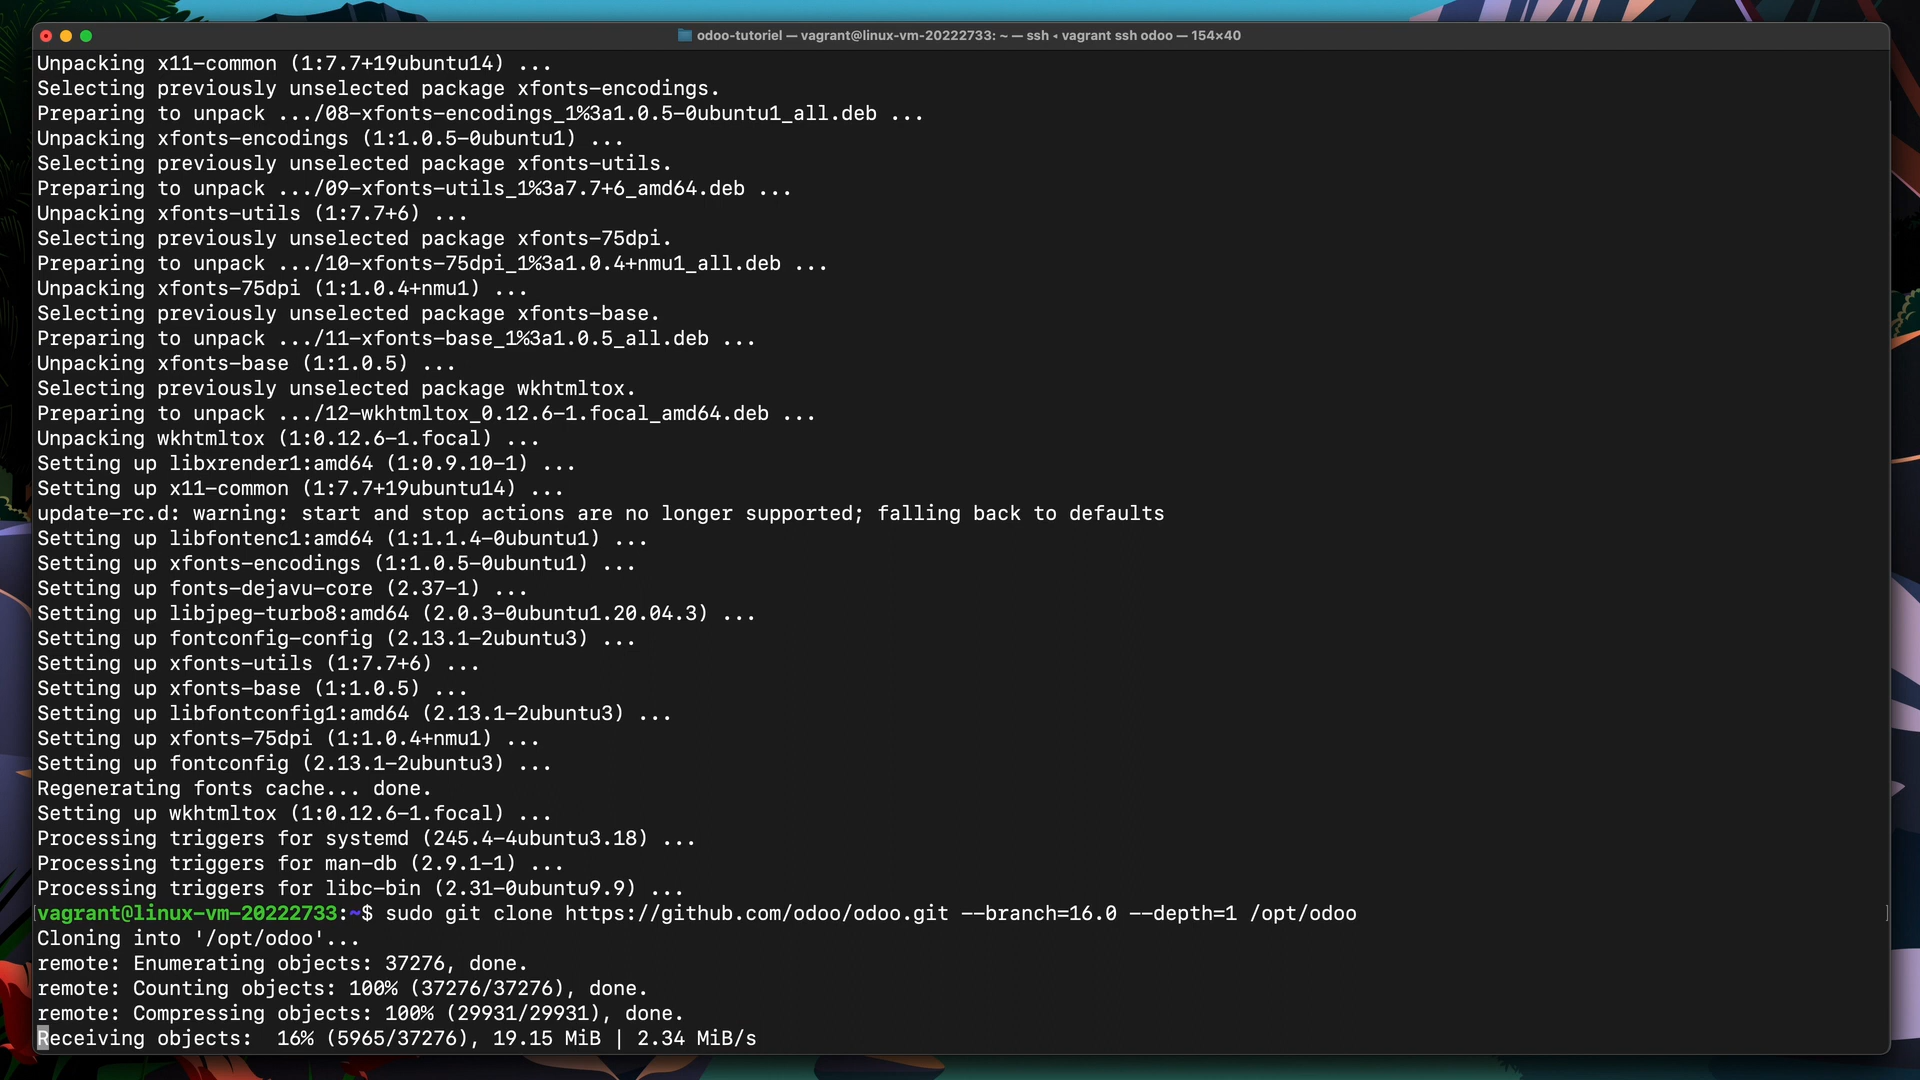 odoo-tutoriel — vagrant@linux-vm-20222733: ~ — ssh ◂ vagrant ssh odoo — 154×40
Unpacking x11-common (1:7.7+19ubuntu14) ...
Selecting previously unselected package xfonts-encodings.
Preparing to unpack .../08-xfonts-encodings_1%3a1.0.5-0ubuntu1_all.deb ...
Unpacking xfonts-encodings (1:1.0.5-0ubuntu1) ...
Selecting previously unselected package xfonts-utils.
Preparing to unpack .../09-xfonts-utils_1%3a7.7+6_amd64.deb ...
Unpacking xfonts-utils (1:7.7+6) ...
Selecting previously unselected package xfonts-75dpi.
Preparing to unpack .../10-xfonts-75dpi_1%3a1.0.4+nmu1_all.deb ...
Unpacking xfonts-75dpi (1:1.0.4+nmu1) ...
Selecting previously unselected package xfonts-base.
Preparing to unpack .../11-xfonts-base_1%3a1.0.5_all.deb ...
Unpacking xfonts-base (1:1.0.5) ...
Selecting previously unselected package wkhtmltox.
Preparing to unpack .../12-wkhtmltox_0.12.6-1.focal_amd64.deb ...
Unpacking wkhtmltox (1:0.12.6-1.focal) ...
Setting up libxrender1:amd64 (1:0.9.10-1) ...
Setting up x11-common (1:7.7+19ubuntu14) ...
update-rc.d: warning: start and stop actions are no longer supported; falling back to defaults
Setting up libfontenc1:amd64 (1:1.1.4-0ubuntu1) ...
Setting up xfonts-encodings (1:1.0.5-0ubuntu1) ...
Setting up fonts-dejavu-core (2.37-1) ...
Setting up libjpeg-turbo8:amd64 (2.0.3-0ubuntu1.20.04.3) ...
Setting up fontconfig-config (2.13.1-2ubuntu3) ...
Setting up xfonts-utils (1:7.7+6) ...
Setting up xfonts-base (1:1.0.5) ...
Setting up libfontconfig1:amd64 (2.13.1-2ubuntu3) ...
Setting up xfonts-75dpi (1:1.0.4+nmu1) ...
Setting up fontconfig (2.13.1-2ubuntu3) ...
Regenerating fonts cache... done.
Setting up wkhtmltox (1:0.12.6-1.focal) ...
Processing triggers for systemd (245.4-4ubuntu3.18) ...
Processing triggers for man-db (2.9.1-1) ...
Processing triggers for libc-bin (2.31-0ubuntu9.9) ...
vagrant@linux-vm-20222733:~$ sudo git clone https://github.com/odoo/odoo.git --branch=16.0 --depth=1 /opt/odoo
Cloning into '/opt/odoo'...
remote: Enumerating objects: 37276, done.
remote: Counting objects: 100% (37276/37276), done.
remote: Compressing objects: 100% (29931/29931), done.
Receiving objects:  16% (5965/37276), 19.15 MiB | 2.34 MiB/s